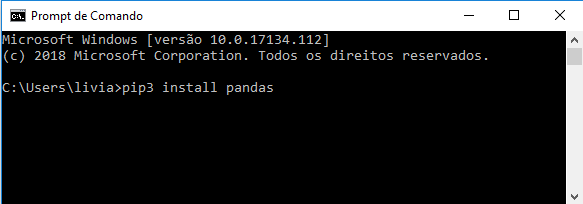 Prompt de Comando
Microsoft Windows [versão 10.0.17134.112]
(c) 2018 Microsoft Corporation. Todos os direitos reservados.
C:\Users\livia>pip3 install pandas